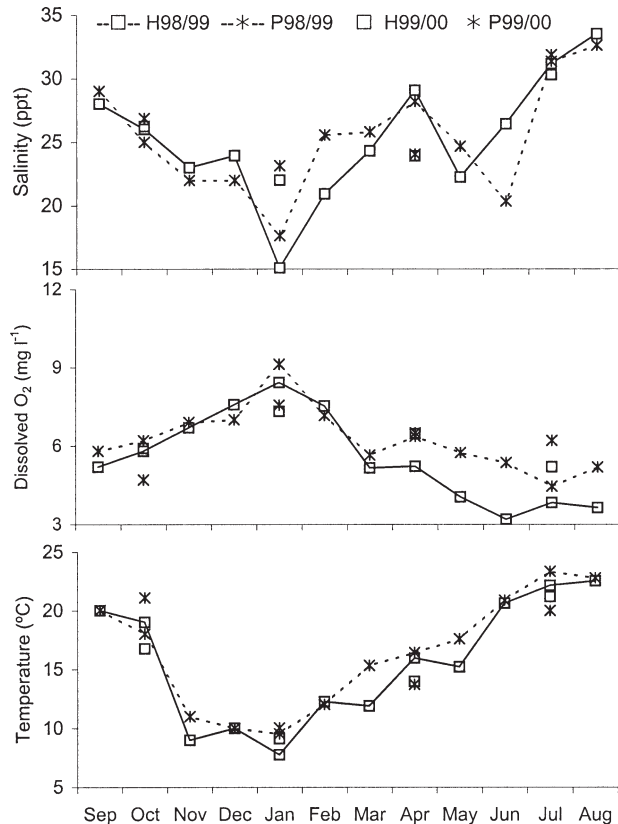 H98/99 P98/99 H99/00 P99/00
35
30
25
20
15
Salinity (ppt)
12
9
6
3
Dissolved O₂ (mg l⁻¹)
25
20
15
10
5
Temperature (ºC)
Sep Oct Nov Dec Jan Feb Mar Apr May Jun Jul Aug